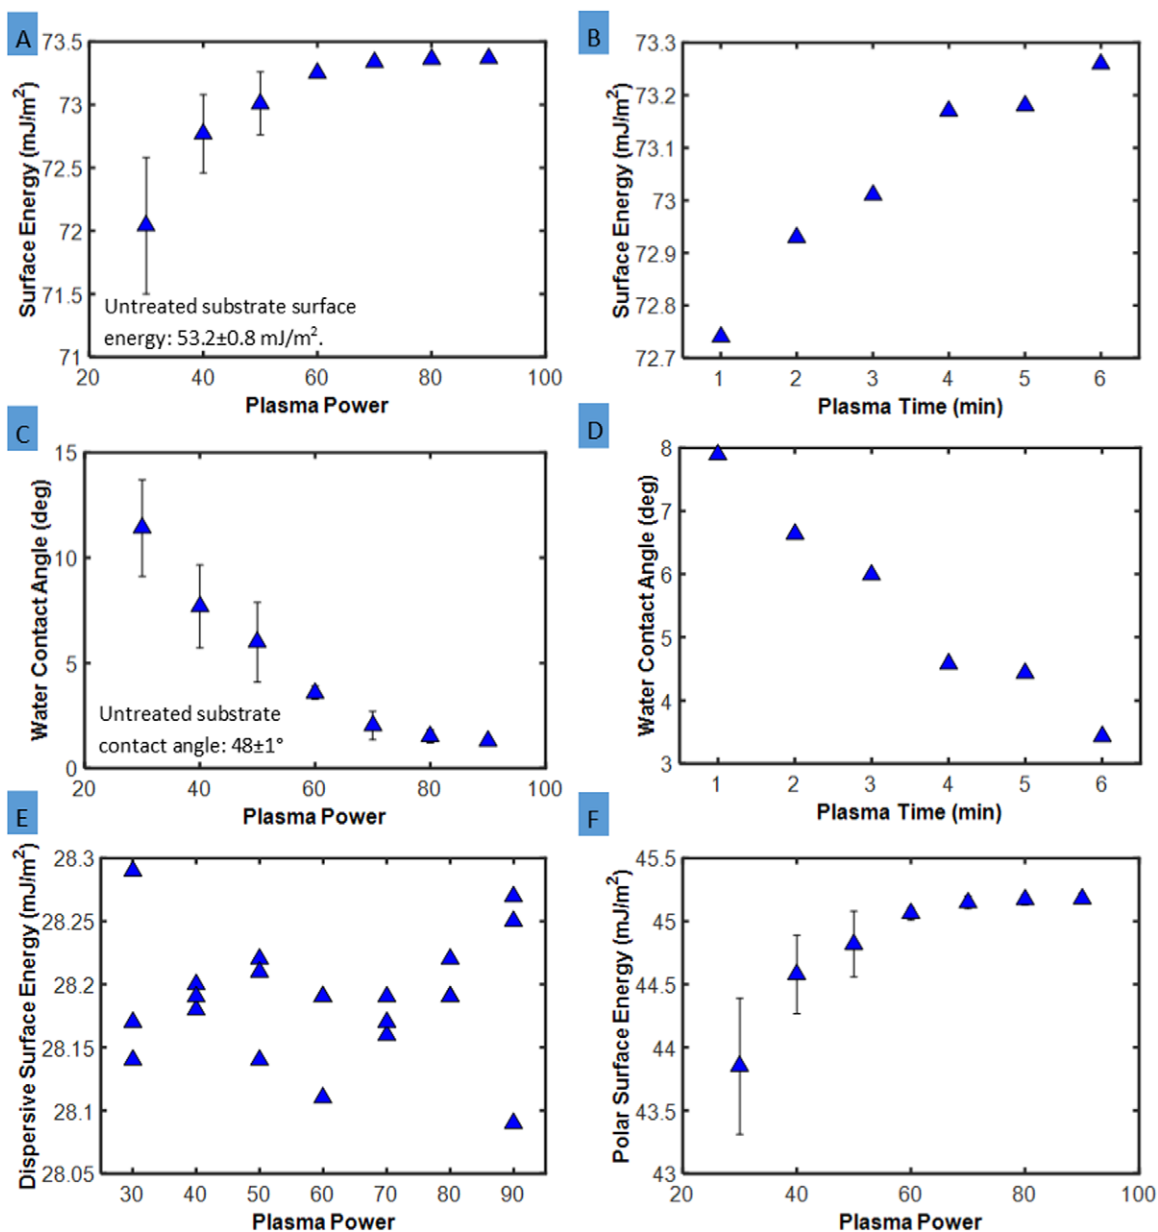 A
73.5
73
72.5
72
71.5
71
Surface Energy (mJ/m²)
Untreated substrate surface
energy: 53.2±0.8 mJ/m².
20 40 60 80 100
Plasma Power
B
73.3
73.2
73.1
73
72.9
72.8
72.7
Surface Energy (mJ/m²)
1 2 3 4 5 6
Plasma Time (min)
C
15
10
5
0
Water Contact Angle (deg)
Untreated substrate
contact angle: 48±1°
20 40 60 80 100
Plasma Power
D
8
7
6
5
4
3
Water Contact Angle (deg)
1 2 3 4 5 6
Plasma Time (min)
E
28.3
28.25
28.2
28.15
28.1
28.05
Dispersive Surface Energy (mJ/m²)
30 40 50 60 70 80 90
Plasma Power
F
45.5
45
44.5
44
43.5
43
Polar Surface Energy (mJ/m²)
20 40 60 80 100
Plasma Power